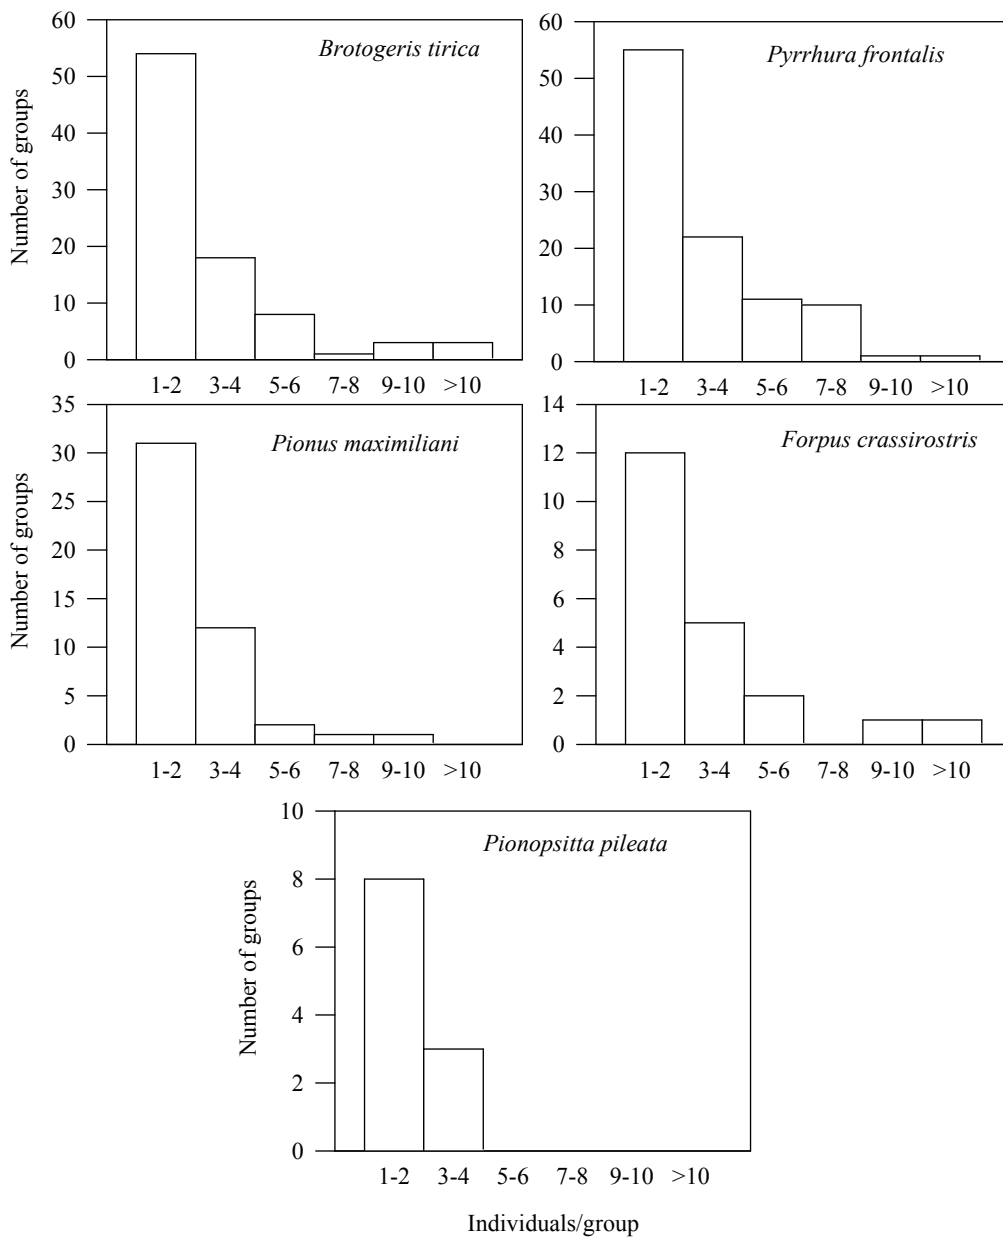 Brotogeris tirica
Number of groups
60
50
40
30
20
10
0
1-2 3-4 5-6 7-8 9-10 >10
Pyrrhura frontalis
60
50
40
30
20
10
0
1-2 3-4 5-6 7-8 9-10 >10
Pionus maximiliani
Number of groups
35
30
25
20
15
10
5
0
1-2 3-4 5-6 7-8 9-10 >10
Forpus crassirostris
14
12
10
8
6
4
2
0
1-2 3-4 5-6 7-8 9-10 >10
Pionopsitta pileata
Number of groups
10
8
6
4
2
0
1-2 3-4 5-6 7-8 9-10 >10
Individuals/group